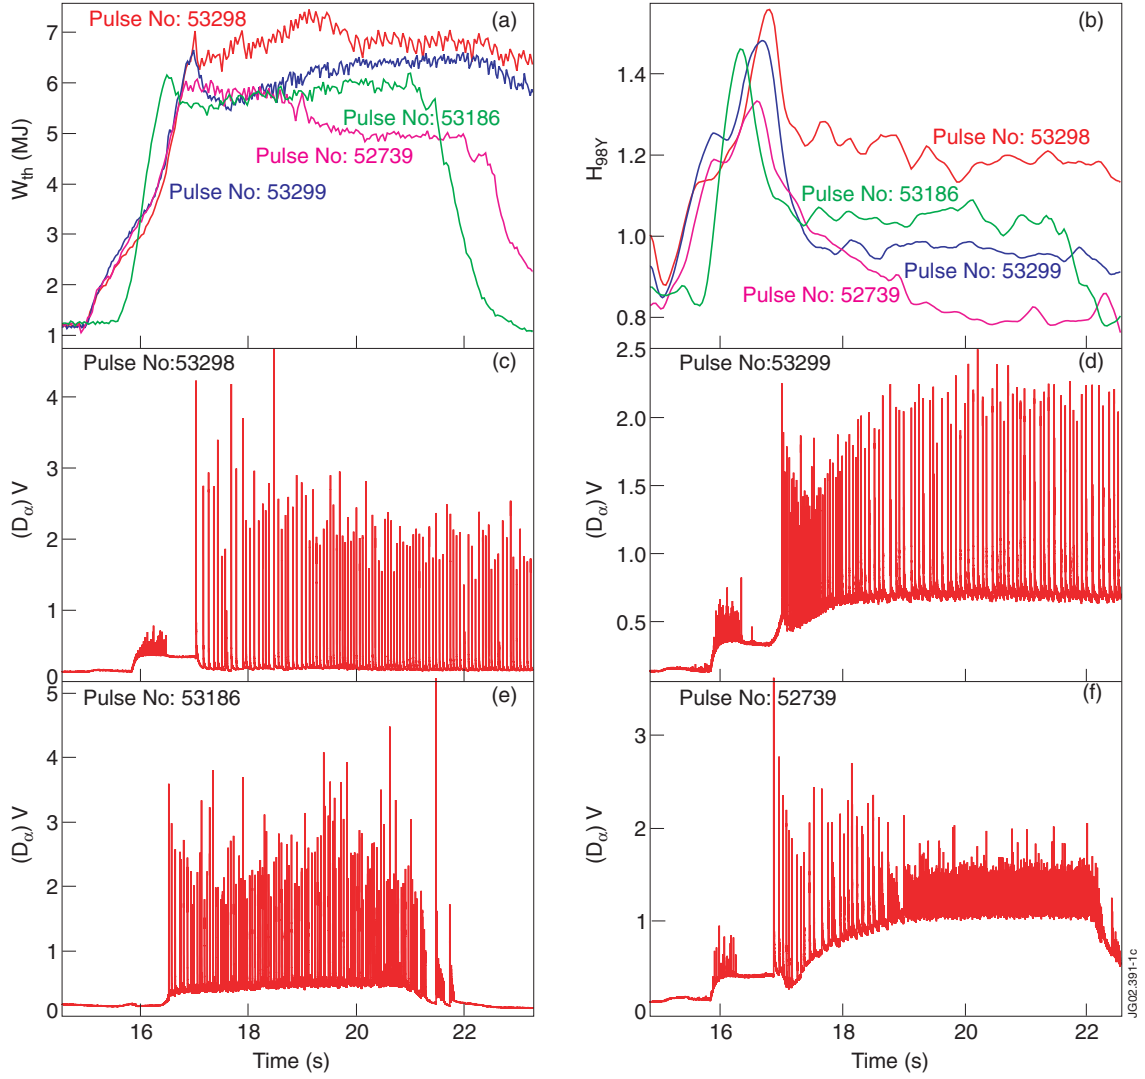 (a)
Pulse No: 53298
7
6
5
4
3
2
1
W_th (MJ)
Pulse No: 53186
Pulse No: 52739
Pulse No: 53299
(b)
1.4
1.2
1.0
0.8
H_98Y
Pulse No: 53298
Pulse No: 53186
Pulse No: 53299
Pulse No: 52739
Pulse No:53298
(c)
4
3
2
1
0
(D_α) V
Pulse No:53299
(d)
2.5
2.0
1.5
1.0
0.5
(D_α) V
Pulse No: 53186
(e)
5
4
3
2
1
0
(D_α) V
16 18 20 22
Time (s)
Pulse No: 52739
(f)
3
2
1
0
(D_α) V
16 18 20 22
Time (s)
JG02.391-1c